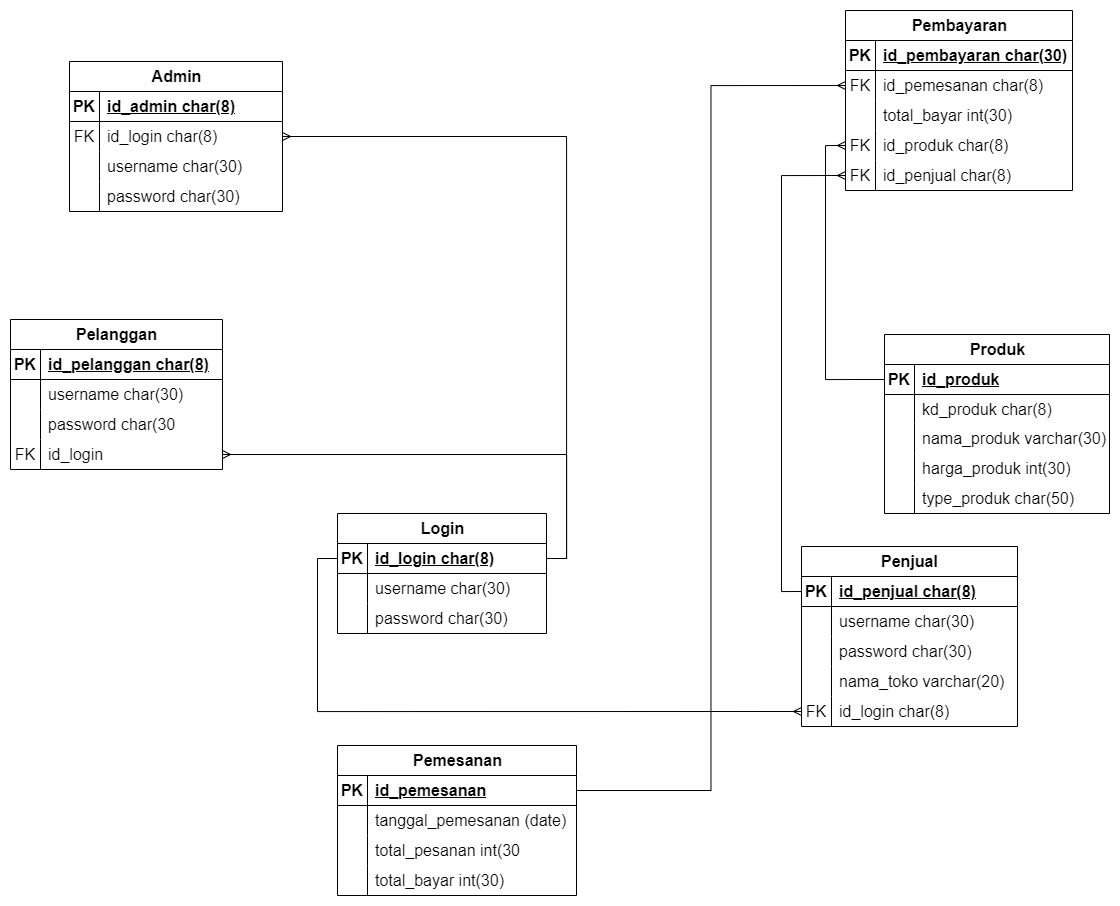 Admin
PK id_admin char(8)
FK id_login char(8)
username char(30)
password char(30)
Pelanggan
PK id_pelanggan char(8)
username char(30)
password char(30
FK id_login
Login
PK id_login char(8)
username char(30)
password char(30)
Pemesanan
PK id_pemesanan
tanggal_pemesanan (date)
total_pesanan int(30
total_bayar int(30)
Pembayaran
PK id_pembayaran char(30)
FK id_pemesanan char(8)
total_bayar int(30)
FK id_produk char(8)
FK id_penjual char(8)
Produk
PK id_produk
kd_produk char(8)
nama_produk varchar(30)
harga_produk int(30)
type_produk char(50)
Penjual
PK id_penjual char(8)
username char(30)
password char(30)
nama_toko varchar(20)
FK id_login char(8)